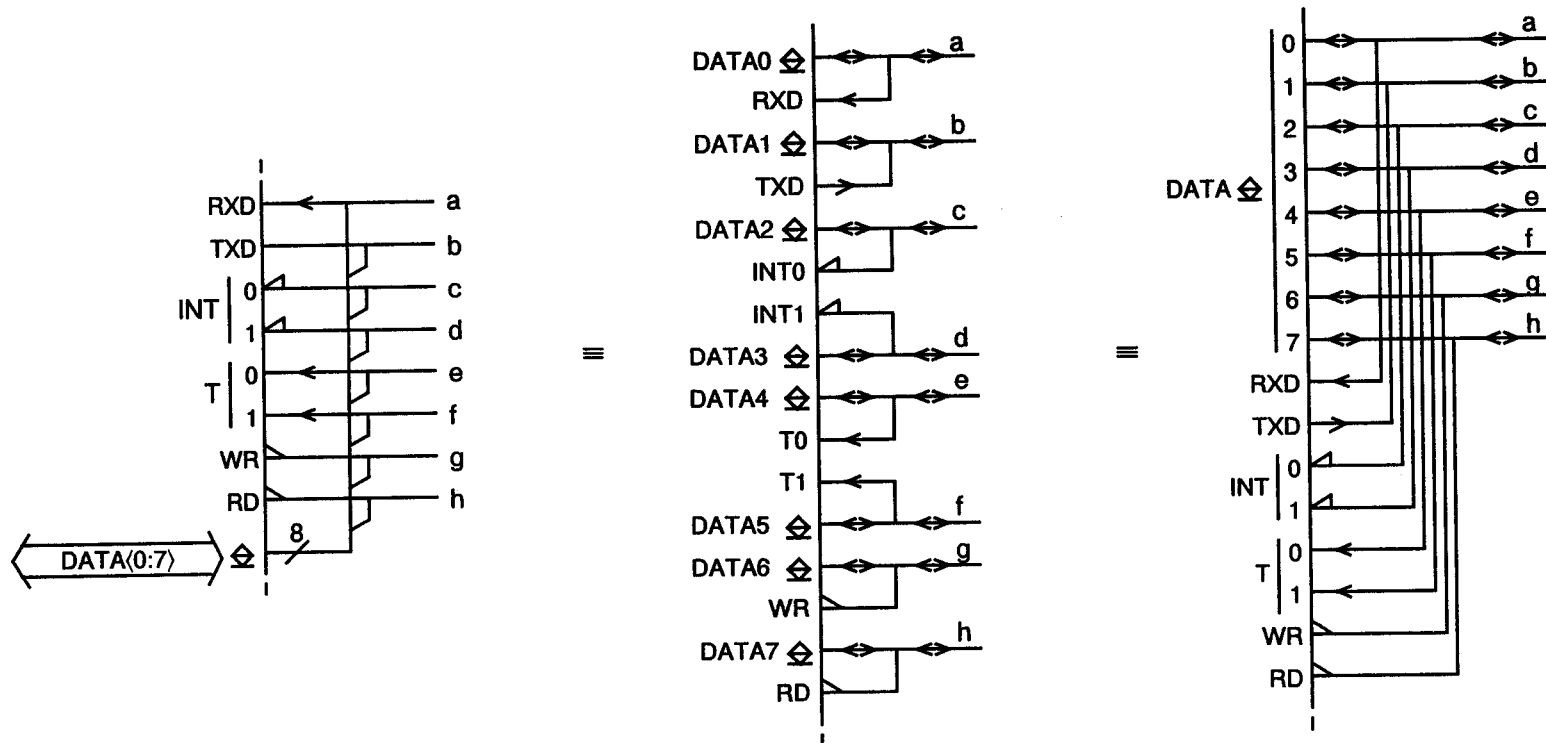 RXD a
TXD b
INT 0 c
1 d
T 0 e
1 f
WR g
RD h
DATA⟨0:7⟩ 8
≡
DATA0 a
RXD
DATA1 b
TXD
DATA2 c
INT0
INT1
DATA3 d
DATA4 e
T0
T1
DATA5 f
DATA6 g
WR
DATA7 h
RD
≡
DATA
0 a
1 b
2 c
3 d
4 e
5 f
6 g
7 h
RXD
TXD
INT 0
1
T 0
1
WR
RD